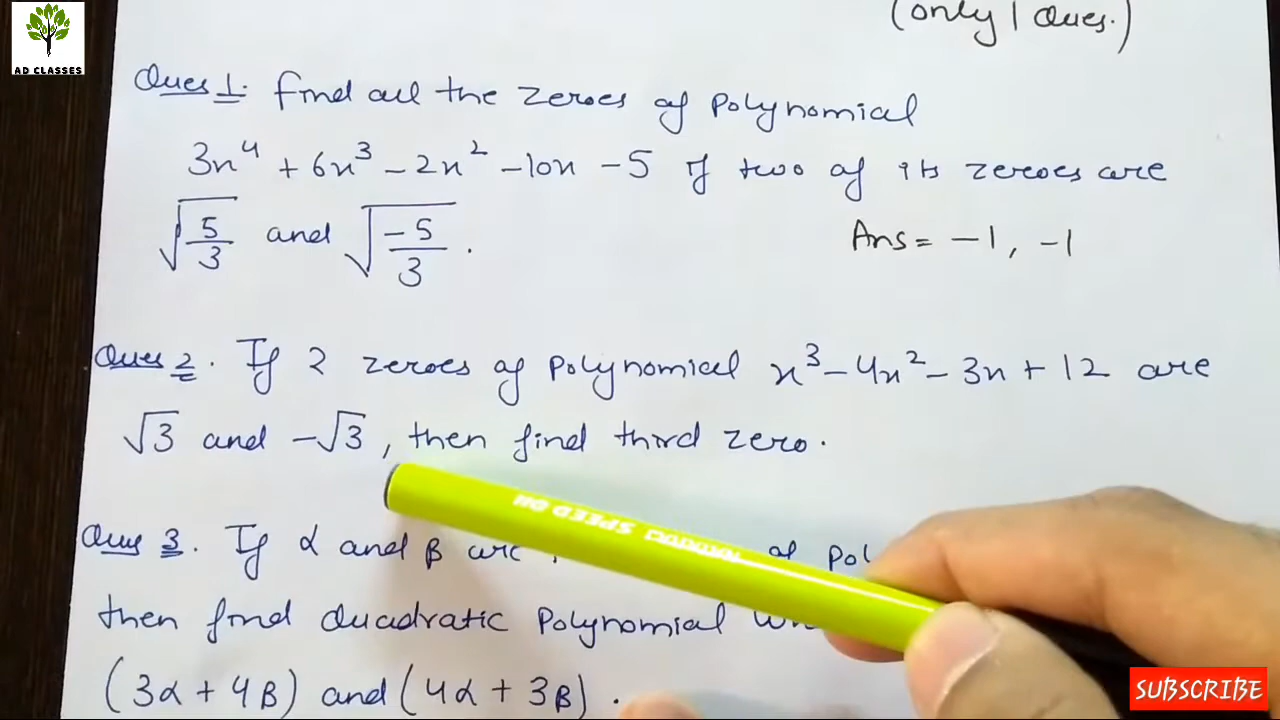 AD CLASSES
(only 1 Ques.)
Ques 1. find all the zeroes of Polynomial
3x⁴ + 6x³ - 2x² - 10x - 5 if two of its zeroes are
√(5/3) and √(-5/3).
Ans = -1, -1
Ques 2. If 2 zeroes of Polynomial x³ - 4x² - 3x + 12 are
√3 and -√3, then find third zero.
Ques 3. If α and β are of Pol
then find Quadratic Polynomial
(3α + 4β) and (4α + 3β).
SUBSCRIBE